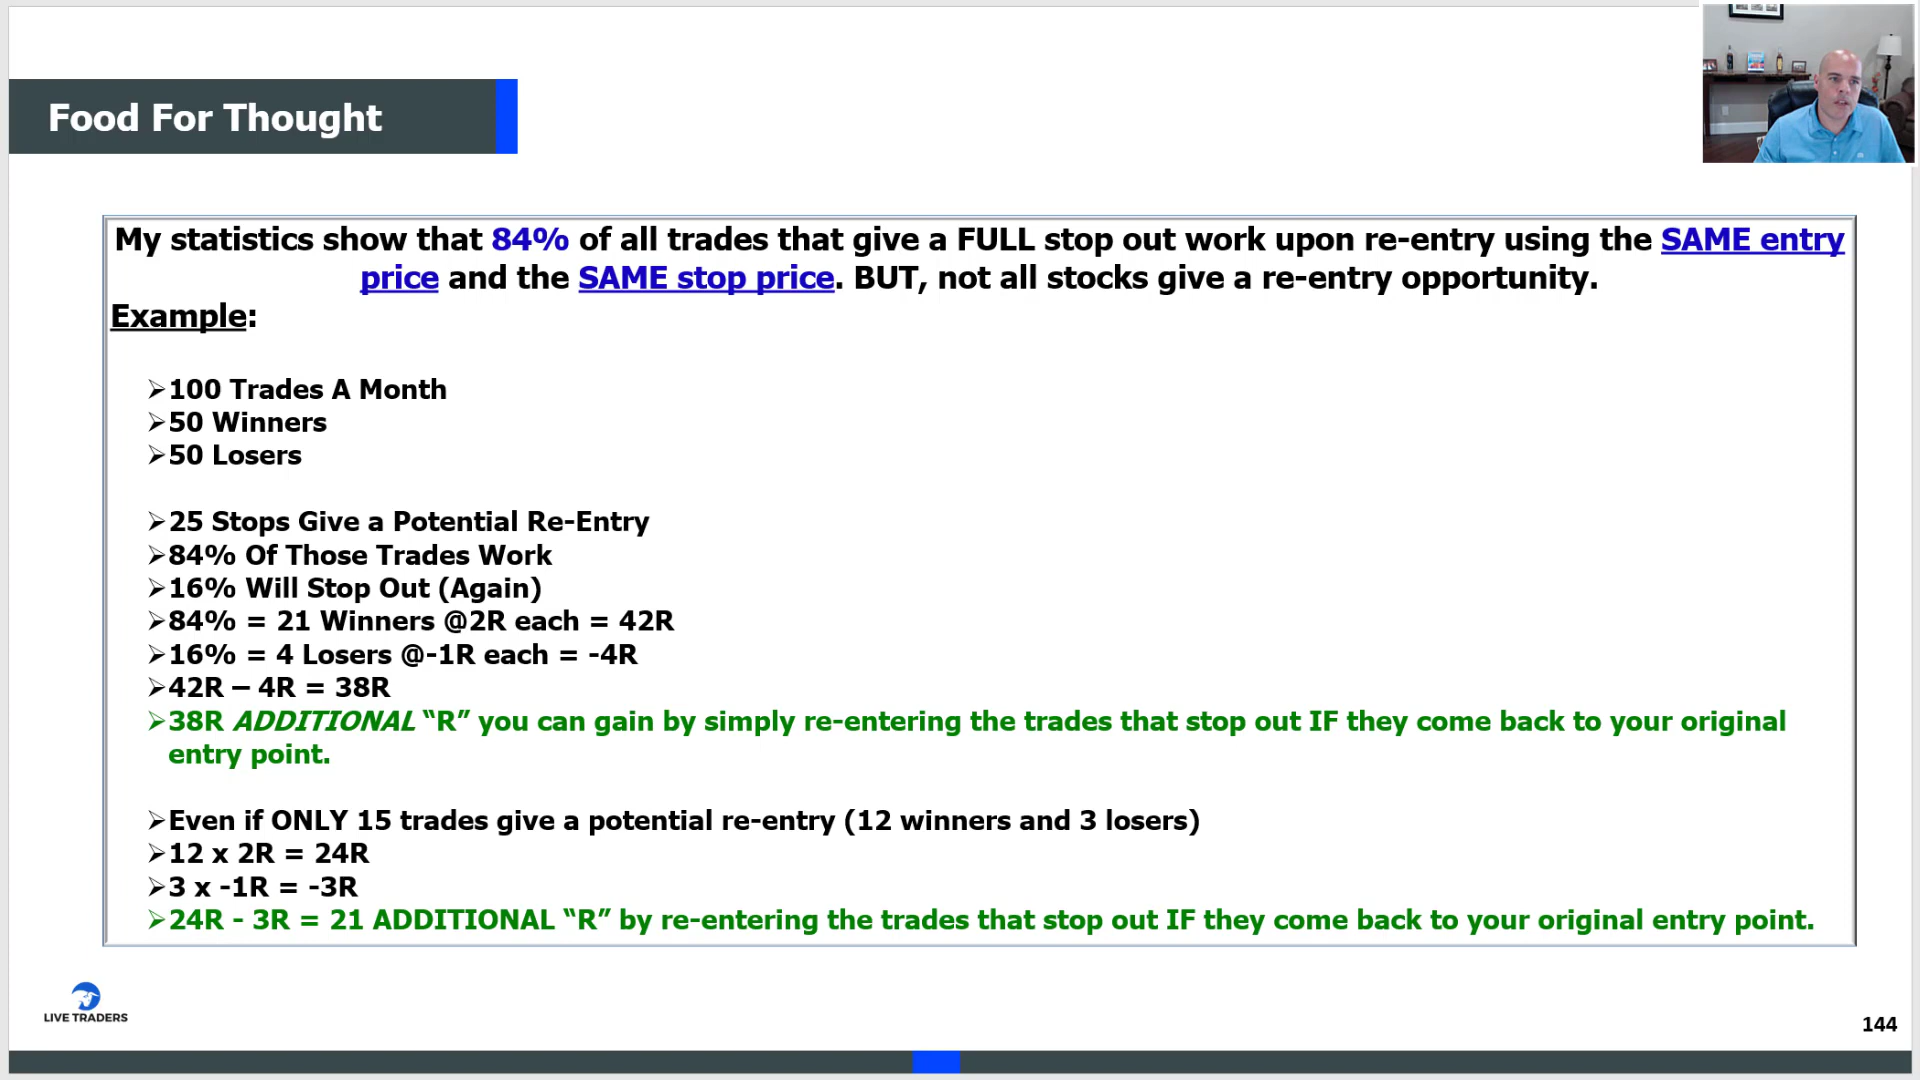 Food For Thought
My statistics show that 84% of all trades that give a FULL stop out work upon re-entry using the SAME entry
price and the SAME stop price. BUT, not all stocks give a re-entry opportunity.
Example:
➢100 Trades A Month
➢50 Winners
➢50 Losers
➢25 Stops Give a Potential Re-Entry
➢84% Of Those Trades Work
➢16% Will Stop Out (Again)
➢84% = 21 Winners @2R each = 42R
➢16% = 4 Losers @-1R each = -4R
➢42R – 4R = 38R
➢38R ADDITIONAL “R” you can gain by simply re-entering the trades that stop out IF they come back to your original
entry point.
➢Even if ONLY 15 trades give a potential re-entry (12 winners and 3 losers)
➢12 x 2R = 24R
➢3 x -1R = -3R
➢24R - 3R = 21 ADDITIONAL “R” by re-entering the trades that stop out IF they come back to your original entry point.
LIVE TRADERS
144